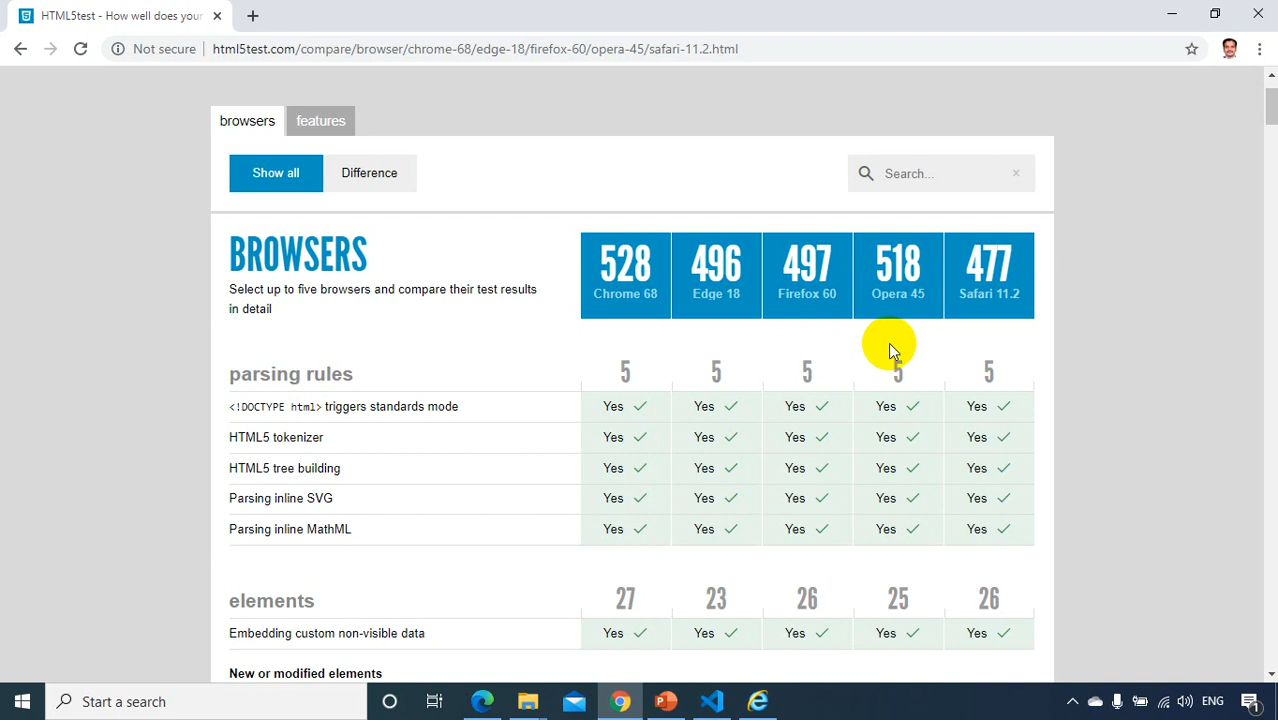 HTML5test - How well does your
Not secure
html5test.com/compare/browser/chrome-68/edge-18/firefox-60/opera-45/safari-11.2.html
browsers features
Show all Difference Search...
BROWSERS
Select up to five browsers and compare their test results
in detail
528 496 497 518 477
Chrome 68 Edge 18 Firefox 60 Opera 45 Safari 11.2
parsing rules 5 5 5 5 5
<!DOCTYPE html> triggers standards mode Yes Yes Yes Yes Yes
HTML5 tokenizer Yes Yes Yes Yes Yes
HTML5 tree building Yes Yes Yes Yes Yes
Parsing inline SVG Yes Yes Yes Yes Yes
Parsing inline MathML Yes Yes Yes Yes Yes
elements 27 23 26 25 26
Embedding custom non-visible data Yes Yes Yes Yes Yes
New or modified elements
Start a search
ENG
1